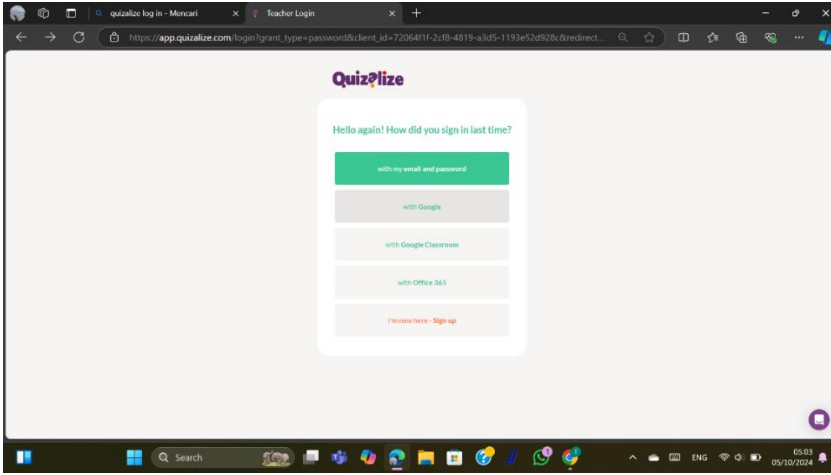 quizalize log in - Mencari
Teacher Login
https://app.quizalize.com/login?grant_type=password&client_id=72064f1f-2cf8-4819-a3d5-1193e52d928c&redirect...
Quizalize
Hello again! How did you sign in last time?
with my email and password
with Google
with Google Classroom
with Office 365
I'm new here - Sign up
Search
ENG
05:03
05/10/2024